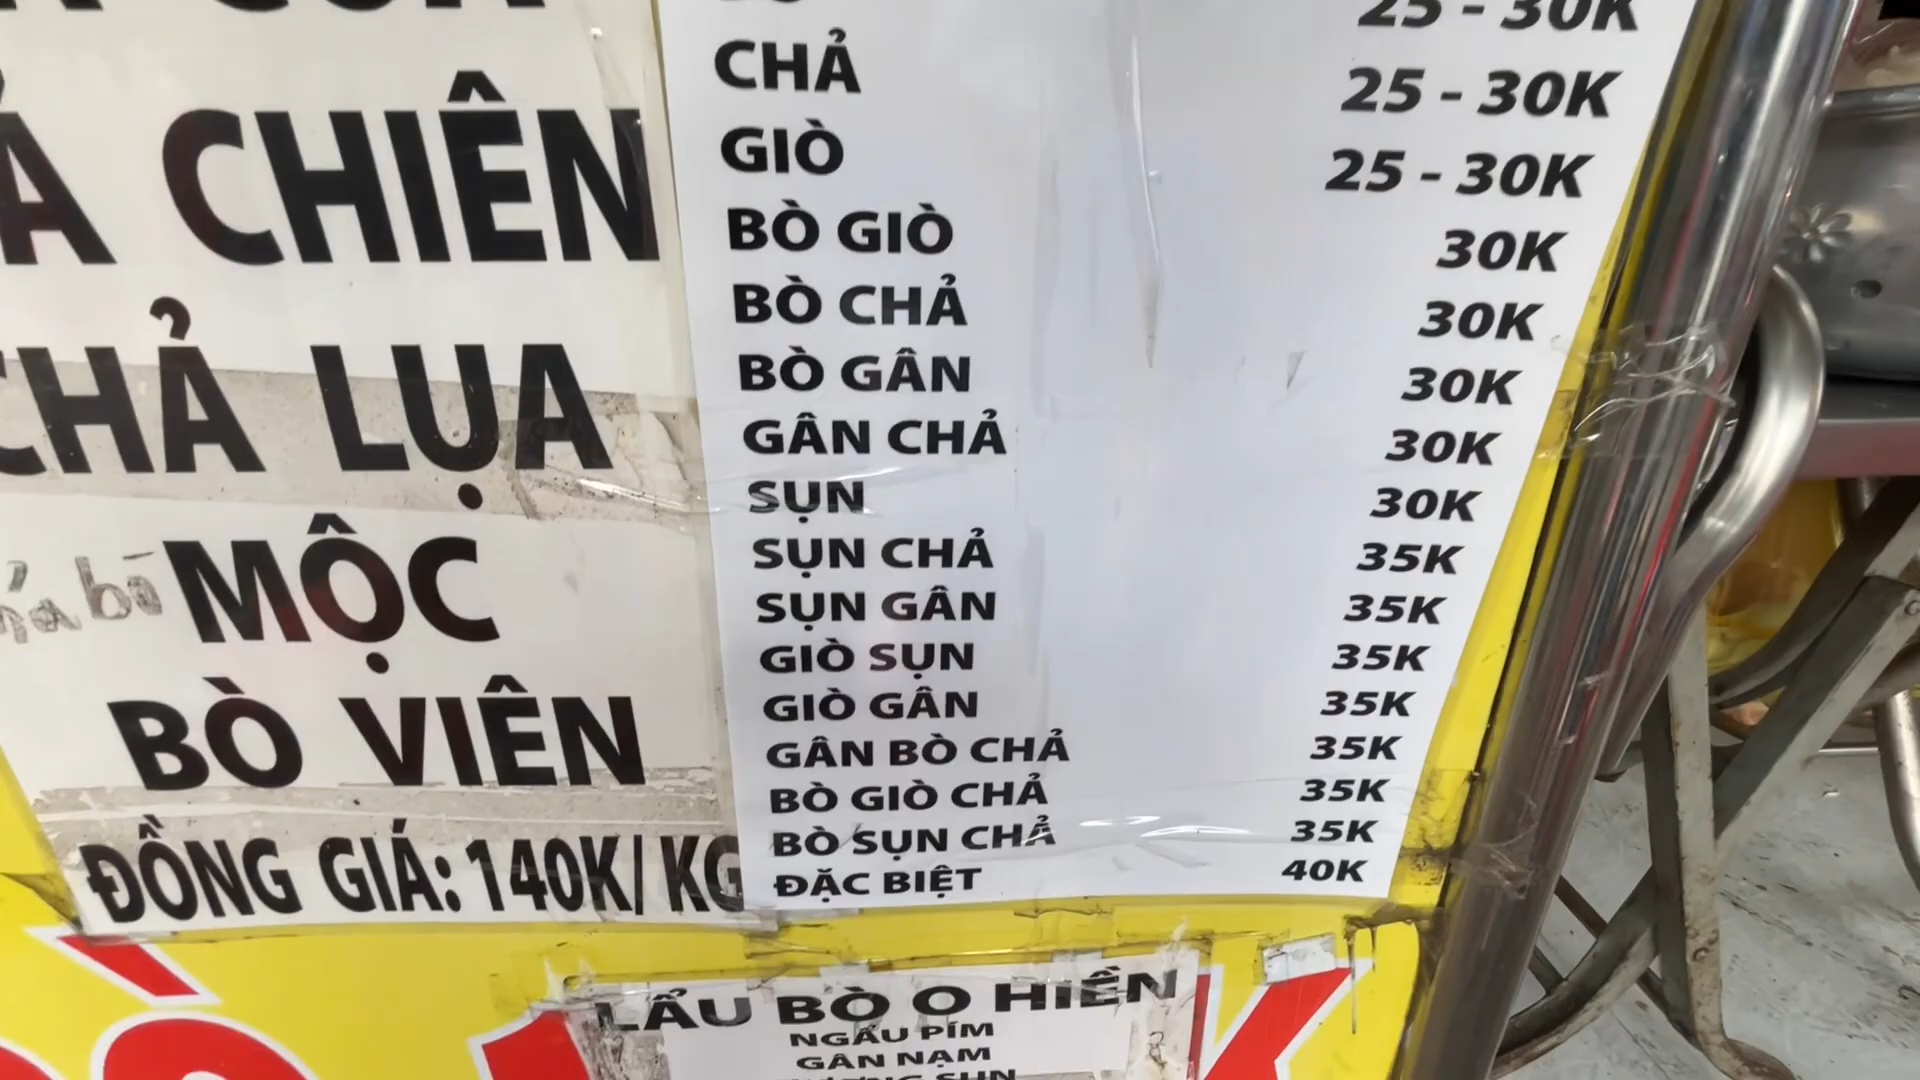 CHIÊN
CHẢ LỤA
bò
MỘC
BÒ VIÊN
ĐỒNG GIÁ: 140K/KG
25 - 30K
CHẢ 25 - 30K
GIÒ 25 - 30K
BÒ GIÒ 30K
BÒ CHẢ 30K
BÒ GÂN 30K
GÂN CHẢ 30K
SỤN 30K
SỤN CHẢ 35K
SỤN GÂN 35K
GIÒ SỤN 35K
GIÒ GÂN 35K
GÂN BÒ CHẢ 35K
BÒ GIÒ CHẢ 35K
BÒ SỤN CHẢ 35K
ĐẶC BIỆT 40K
LẨU BÒ O HIỀN
NGẦU PÍM
GÂN NẠM
SỤN